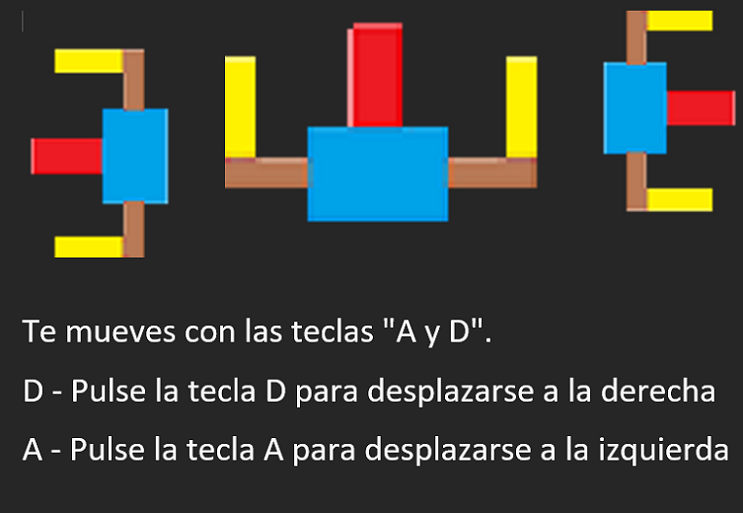 Te mueves con las teclas "A y D".
D - Pulse la tecla D para desplazarse a la derecha
A - Pulse la tecla A para desplazarse a la izquierda